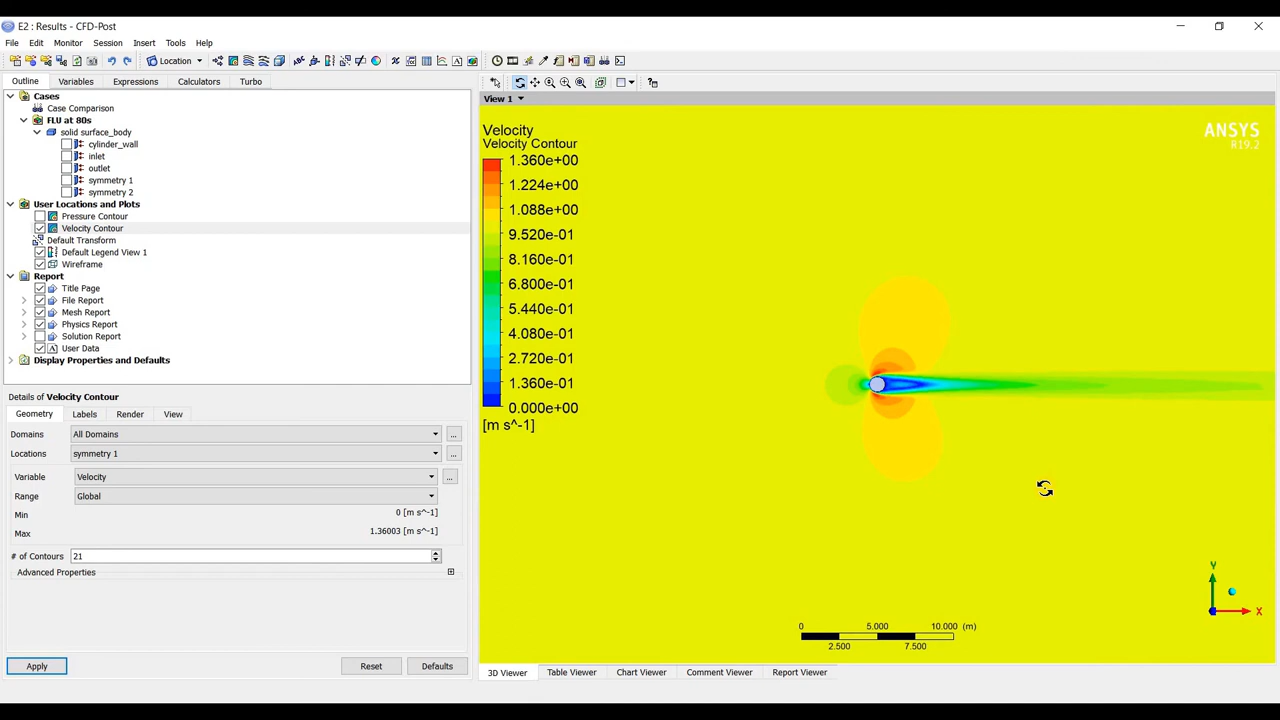 E2 : Results - CFD-Post
File Edit Monitor Session Insert Tools Help
Location
Outline Variables Expressions Calculators Turbo
Cases
Case Comparison
FLU at 80s
solid surface_body
cylinder_wall
inlet
outlet
symmetry 1
symmetry 2
User Locations and Plots
Pressure Contour
Velocity Contour
Default Transform
Default Legend View 1
Wireframe
Report
Title Page
File Report
Mesh Report
Physics Report
Solution Report
User Data
Display Properties and Defaults
Details of Velocity Contour
Geometry Labels Render View
Domains All Domains ...
Locations symmetry 1 ...
Variable Velocity ...
Range Global
Min 0 [m s^-1]
Max 1.36003 [m s^-1]
# of Contours 21
Advanced Properties
Apply Reset Defaults
View 1
Velocity
Velocity Contour
1.360e+00
1.224e+00
1.088e+00
9.520e-01
8.160e-01
6.800e-01
5.440e-01
4.080e-01
2.720e-01
1.360e-01
0.000e+00
[m s^-1]
ANSYS
R19.2
Y
X
0 5.000 10.000 (m)
2.500 7.500
3D Viewer Table Viewer Chart Viewer Comment Viewer Report Viewer